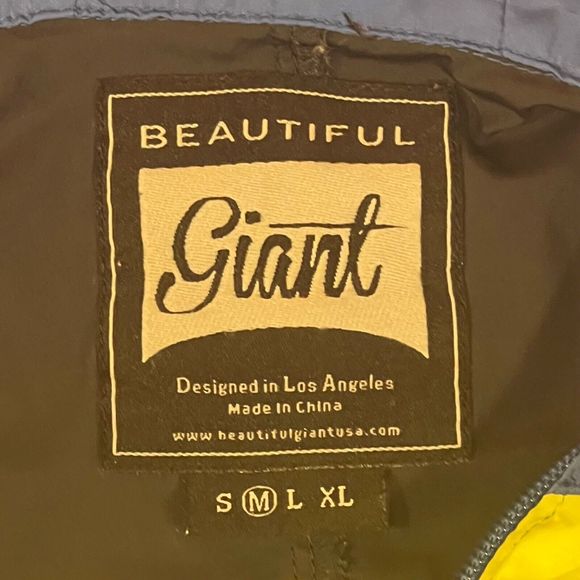 BEAUTIFUL
Giant
Designed in Los Angeles
Made In China
www.beautifulgiantusa.com
S M L XL